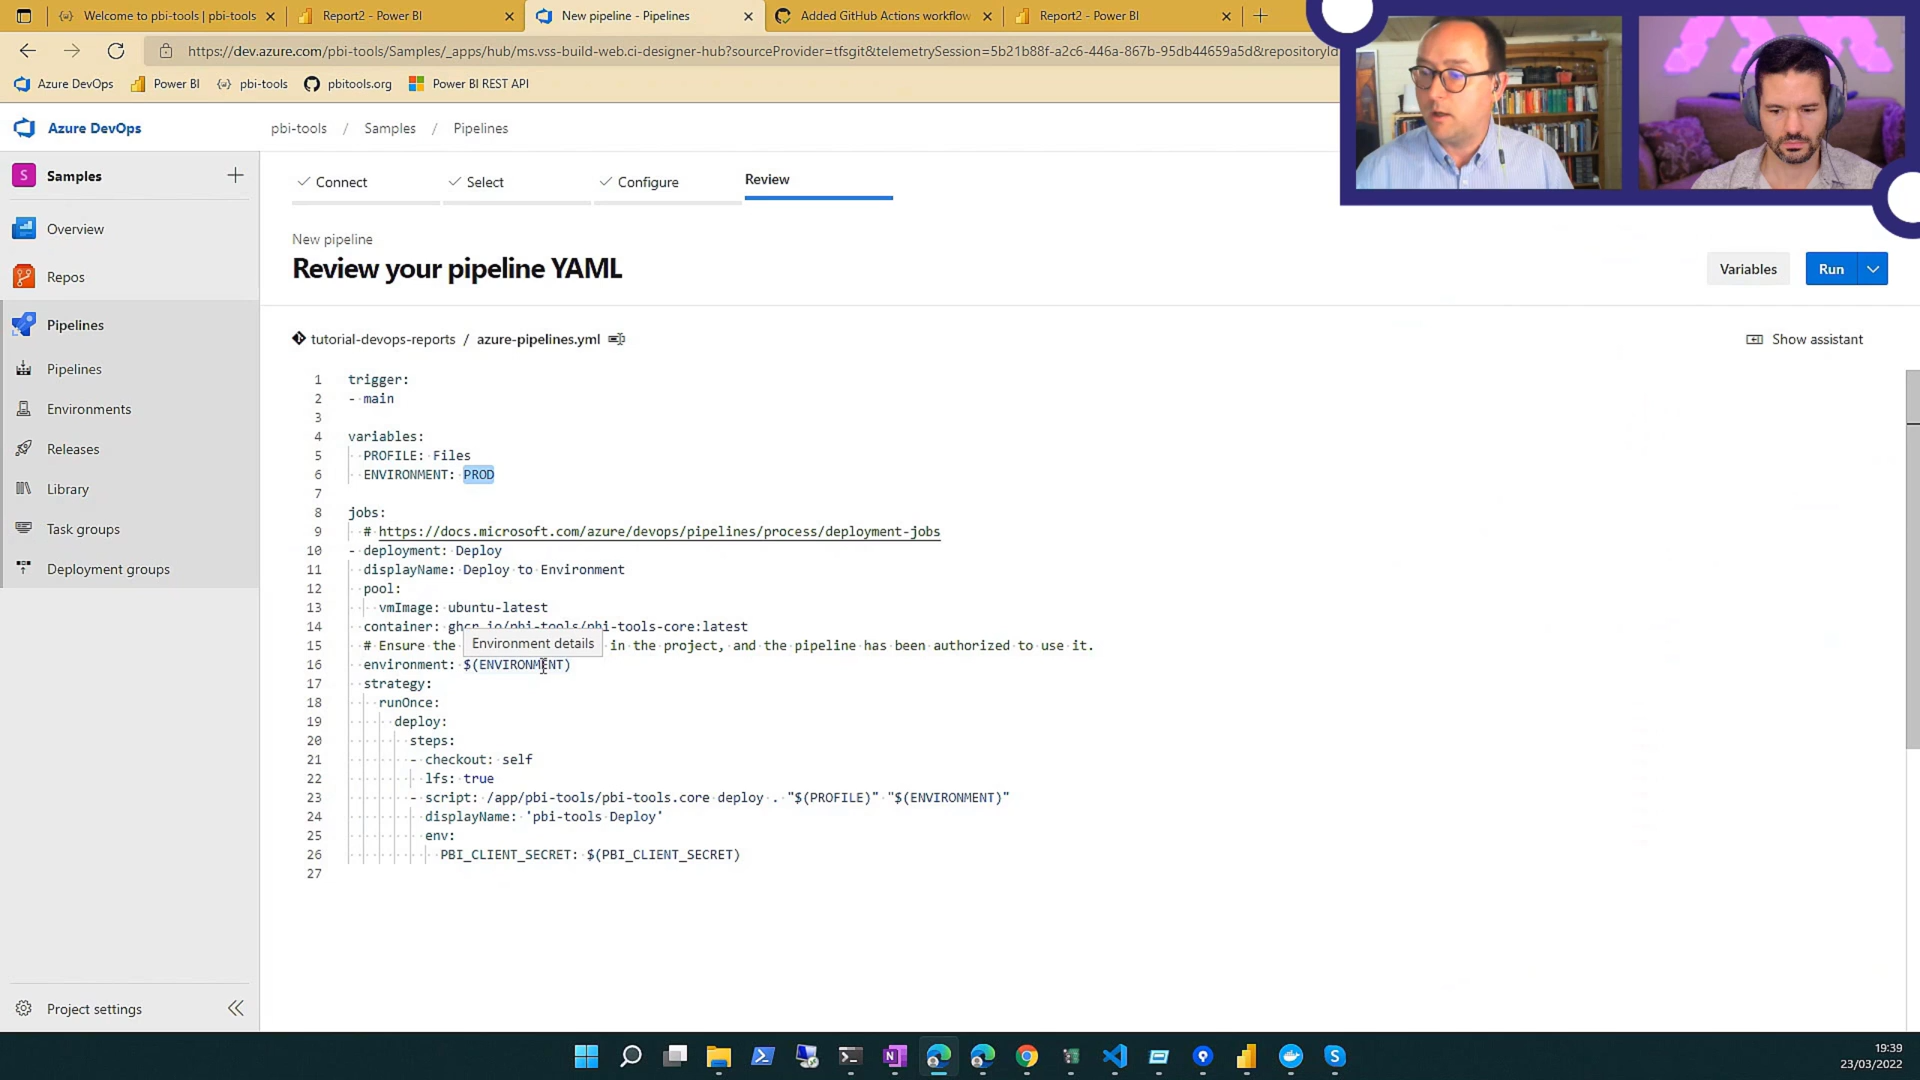 Welcome to pbi-tools | pbi-tools
Report2 - Power BI
New pipeline - Pipelines
Added GitHub Actions workflow
Report2 - Power BI
https://dev.azure.com/pbi-tools/Samples/_apps/hub/ms.vss-build-web.ci-designer-hub?sourceProvider=tfsgit&telemetrySession=5b21b88f-a2c6-446a-867b-95db44659a5d&repositoryId
Azure DevOps
Power BI
pbi-tools
pbitools.org
Power BI REST API
Azure DevOps
pbi-tools / Samples / Pipelines
S Samples
Overview
Repos
Pipelines
Pipelines
Environments
Releases
Library
Task groups
Deployment groups
Project settings
Connect
Select
Configure
Review
New pipeline
Review your pipeline YAML
Variables
Run
tutorial-devops-reports / azure-pipelines.yml
Show assistant
1 trigger:
2 - main
3
4 variables:
5 PROFILE: Files
6 ENVIRONMENT: PROD
7
8 jobs:
9 # https://docs.microsoft.com/azure/devops/pipelines/process/deployment-jobs
10 - deployment: Deploy
11 displayName: Deploy to Environment
12 pool:
13 vmImage: ubuntu-latest
14 container: ghcr.io/pbi-tools/pbi-tools-core:latest
Environment details
15 # Ensure the in the project, and the pipeline has been authorized to use it.
16 environment: $(ENVIRONMENT)
17 strategy:
18 runOnce:
19 deploy:
20 steps:
21 - checkout: self
22 lfs: true
23 - script: /app/pbi-tools/pbi-tools.core deploy . "$(PROFILE)" "$(ENVIRONMENT)"
24 displayName: 'pbi-tools Deploy'
25 env:
26 PBI_CLIENT_SECRET: $(PBI_CLIENT_SECRET)
27
19:39
23/03/2022